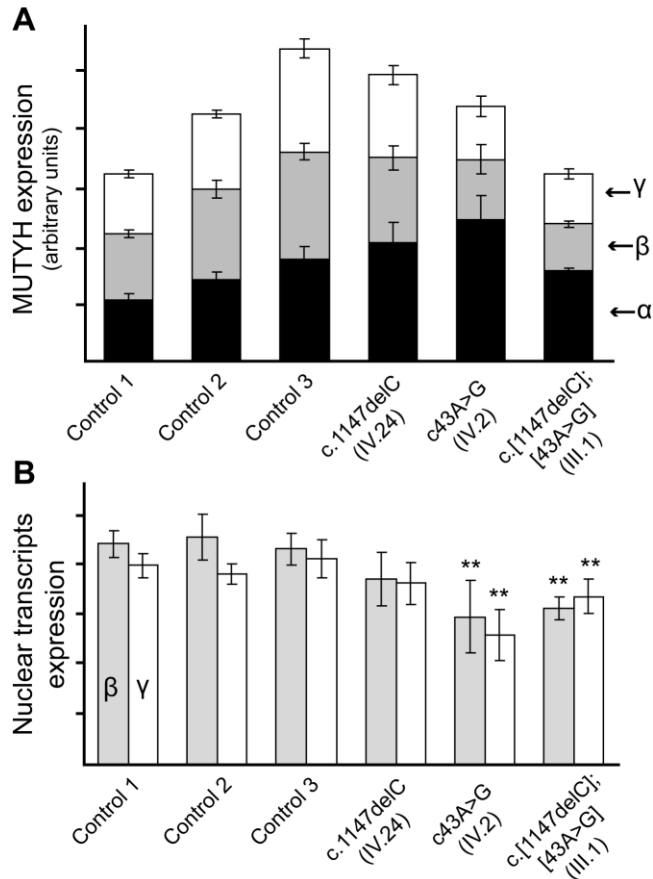 A
MUTYH expression
(arbitrary units)
←γ
←β
←α
Control 1
Control 2
Control 3
c.1147delC
(IV.24)
c43A>G
(IV.2)
c.[1147delC];
[43A>G]
(III.1)
B
Nuclear transcripts
expression
β γ
**
**
**
**
Control 1
Control 2
Control 3
c.1147delC
(IV.24)
c43A>G
(IV.2)
c.[1147delC];
[43A>G]
(III.1)